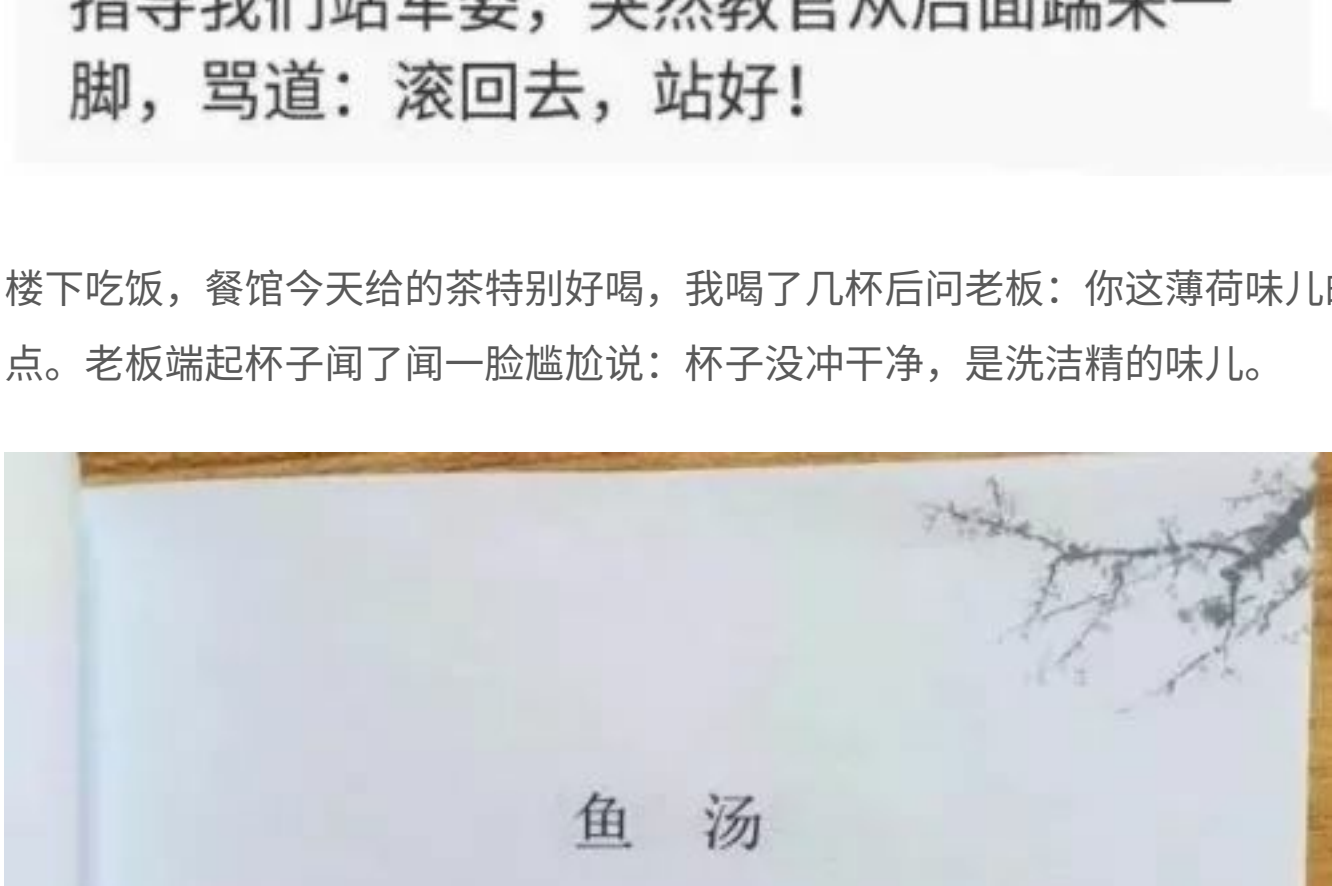 指导我们站军姿，突然教官从后面踹来一
脚，骂道：滚回去，站好！
楼下吃饭，餐馆今天给的茶特别好喝，我喝了几杯后问老板：你这薄荷味儿
点。老板端起杯子闻了闻一脸尴尬说：杯子没冲干净，是洗洁精的味儿。
鱼 汤